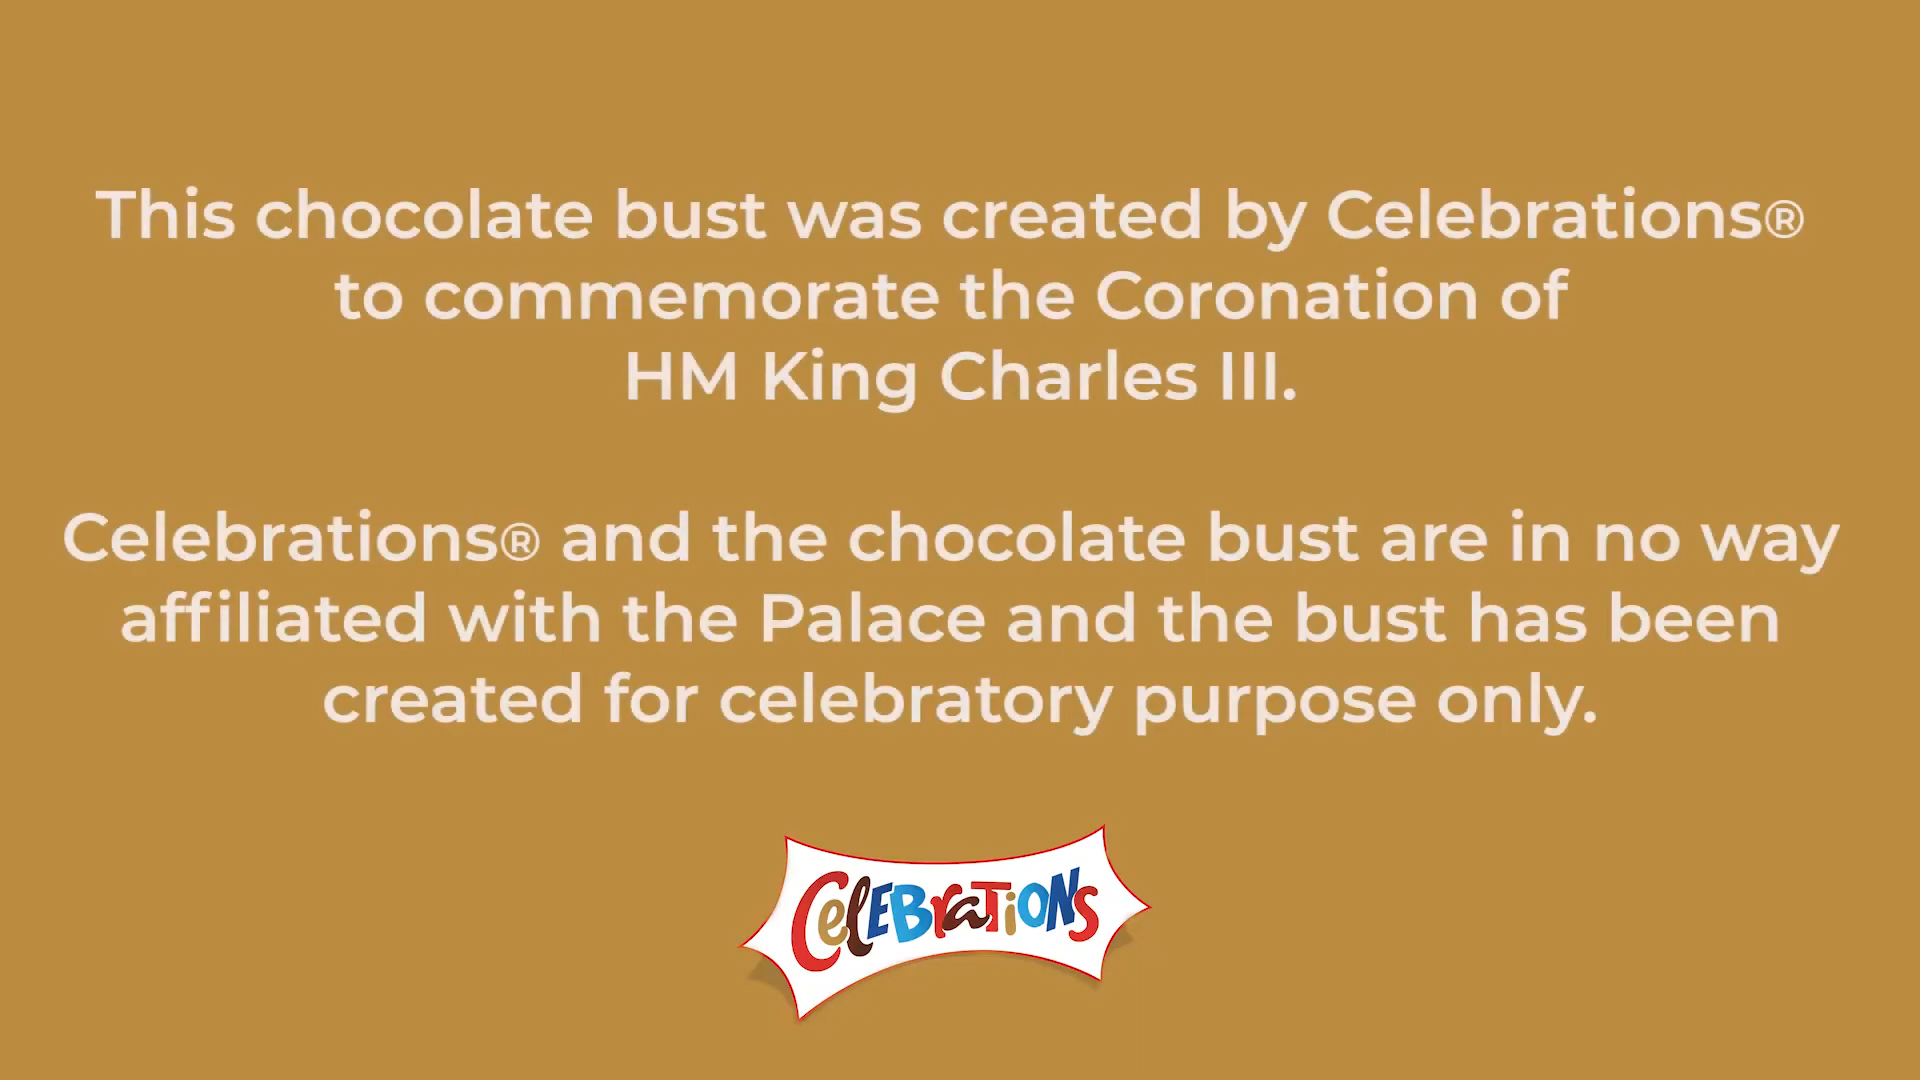 This chocolate bust was created by Celebrations®
to commemorate the Coronation of
HM King Charles III.
Celebrations® and the chocolate bust are in no way
affiliated with the Palace and the bust has been
created for celebratory purpose only.
CeleBraTiONs